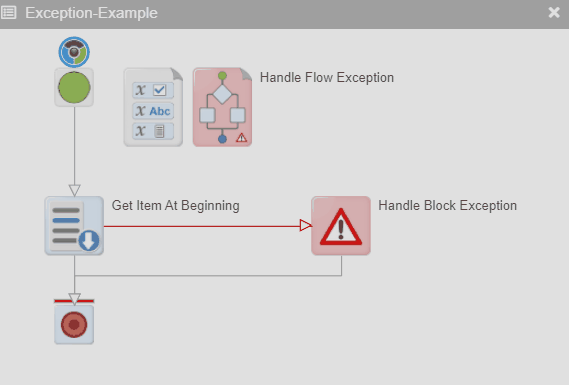 Exception-Example
Handle Flow Exception
x
x Abc
x
Get Item At Beginning
Handle Block Exception